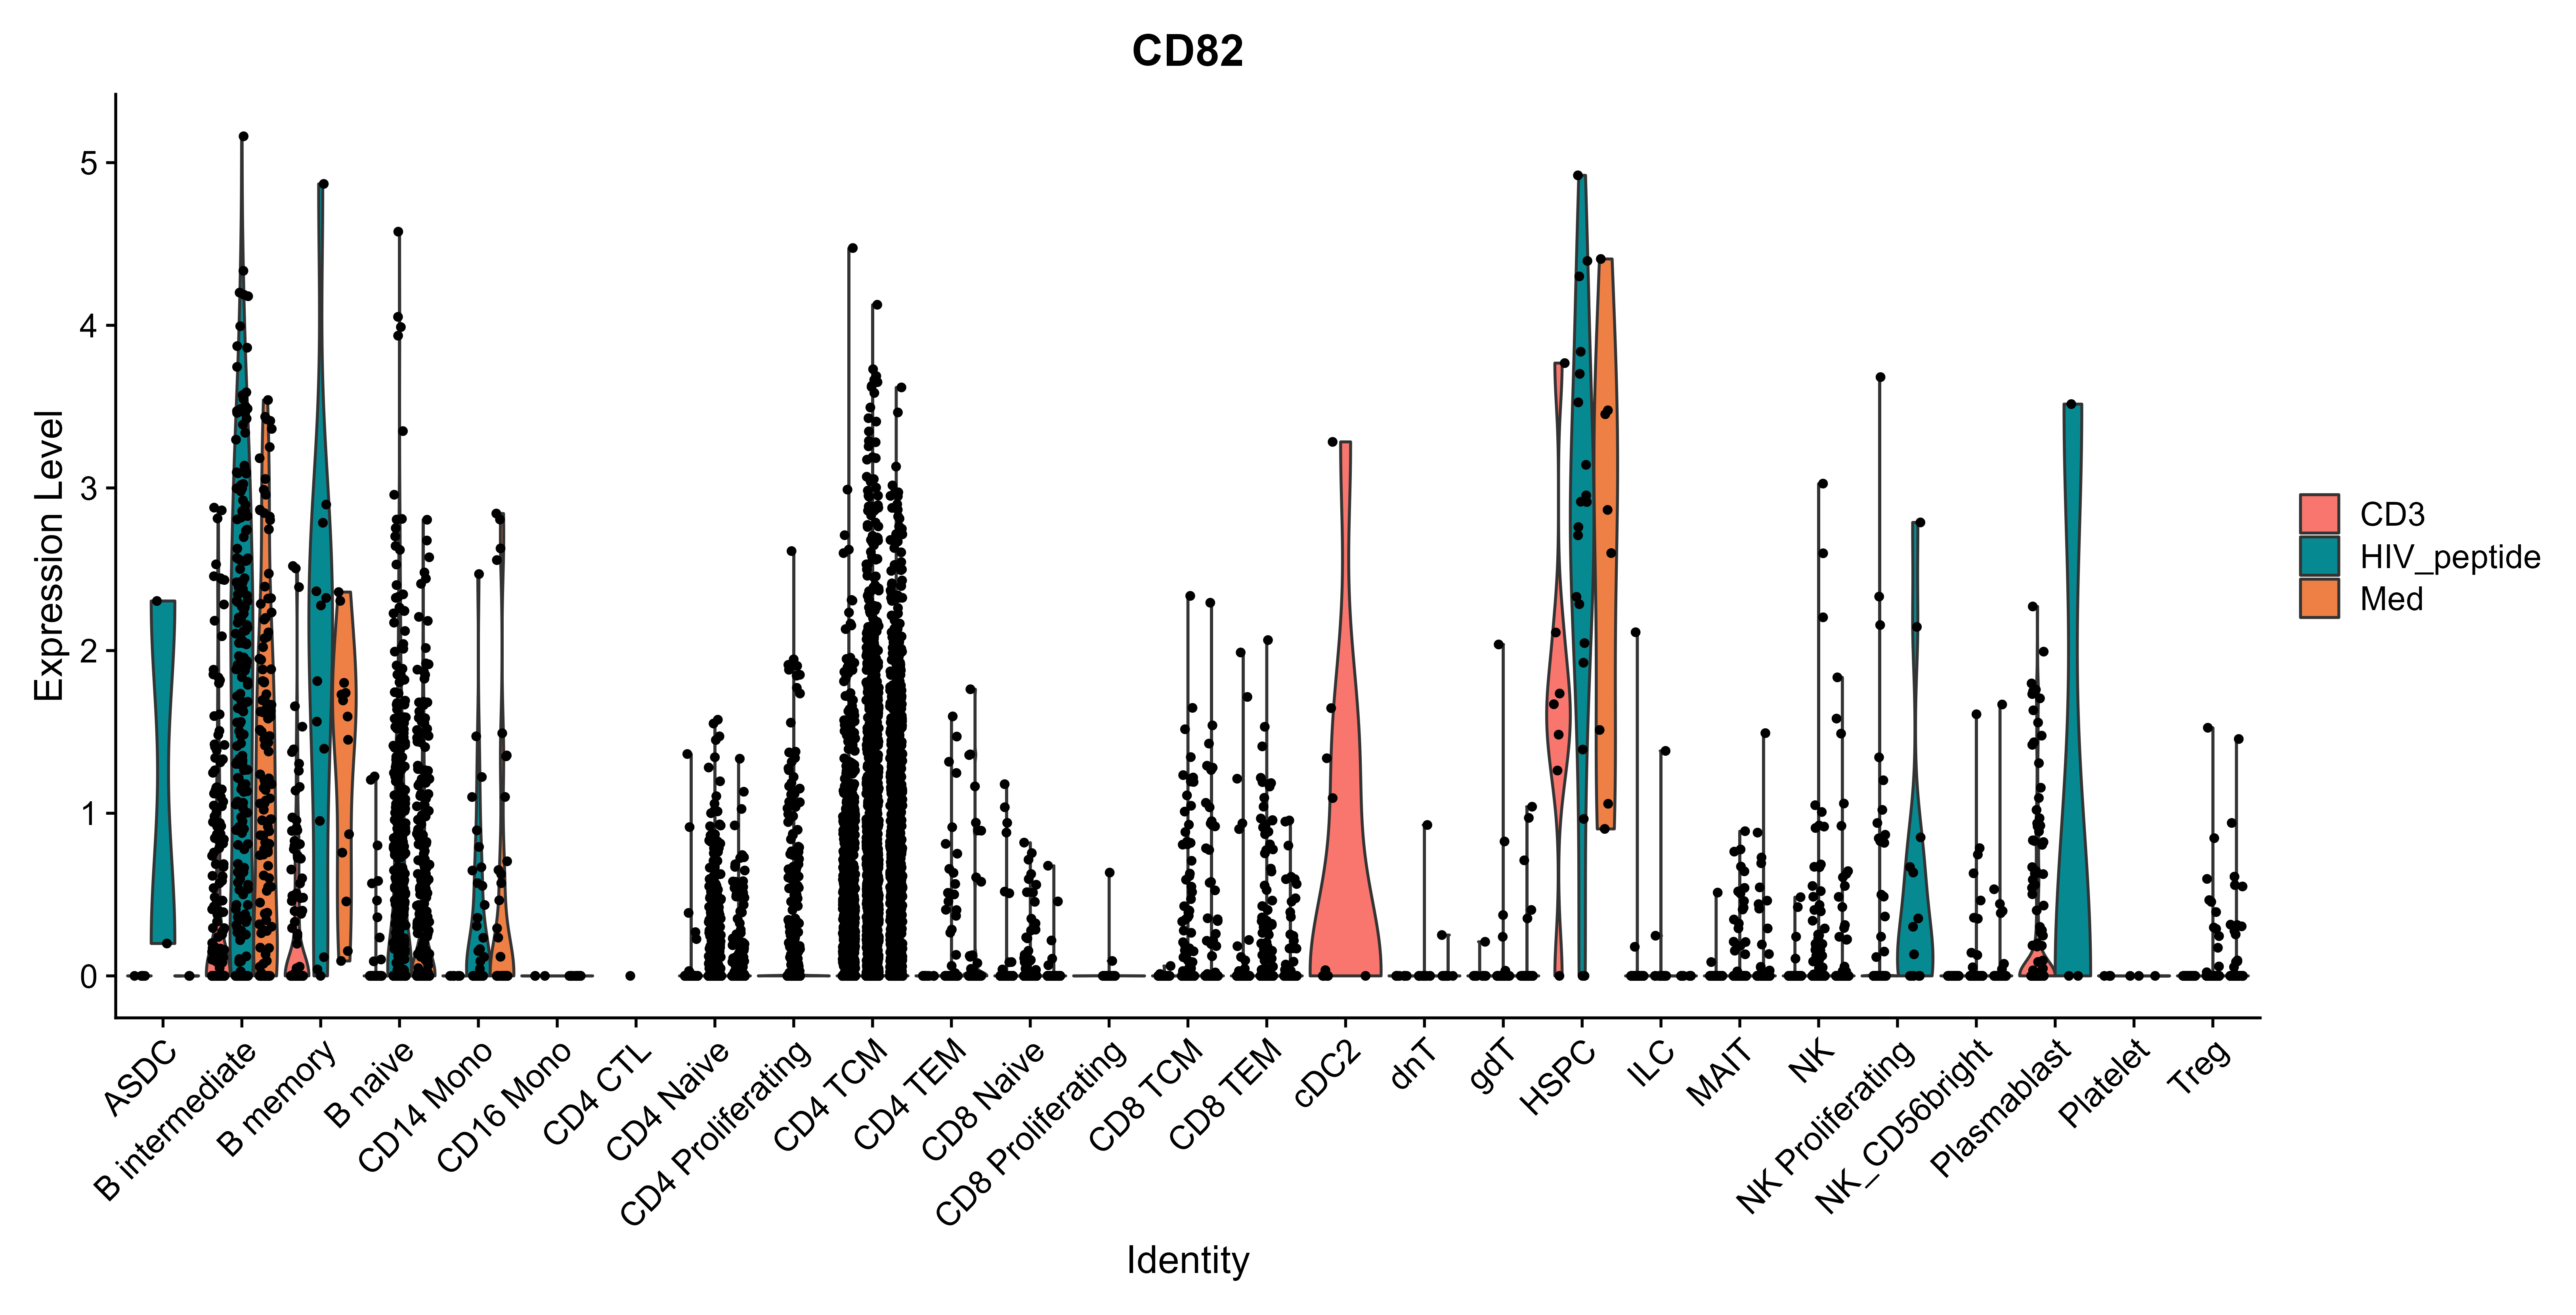 CD82
Expression Level
5
4
3
2
1
0
ASDC
B intermediate
B memory
B naive
CD14 Mono
CD16 Mono
CD4 CTL
CD4 Naive
CD4 Proliferating
CD4 TCM
CD4 TEM
CD8 Naive
CD8 Proliferating
CD8 TCM
CD8 TEM
cDC2
dnT
gdT
HSPC
ILC
MAIT
NK
NK Proliferating
NK_CD56bright
Plasmablast
Platelet
Treg
Identity
CD3
HIV_peptide
Med